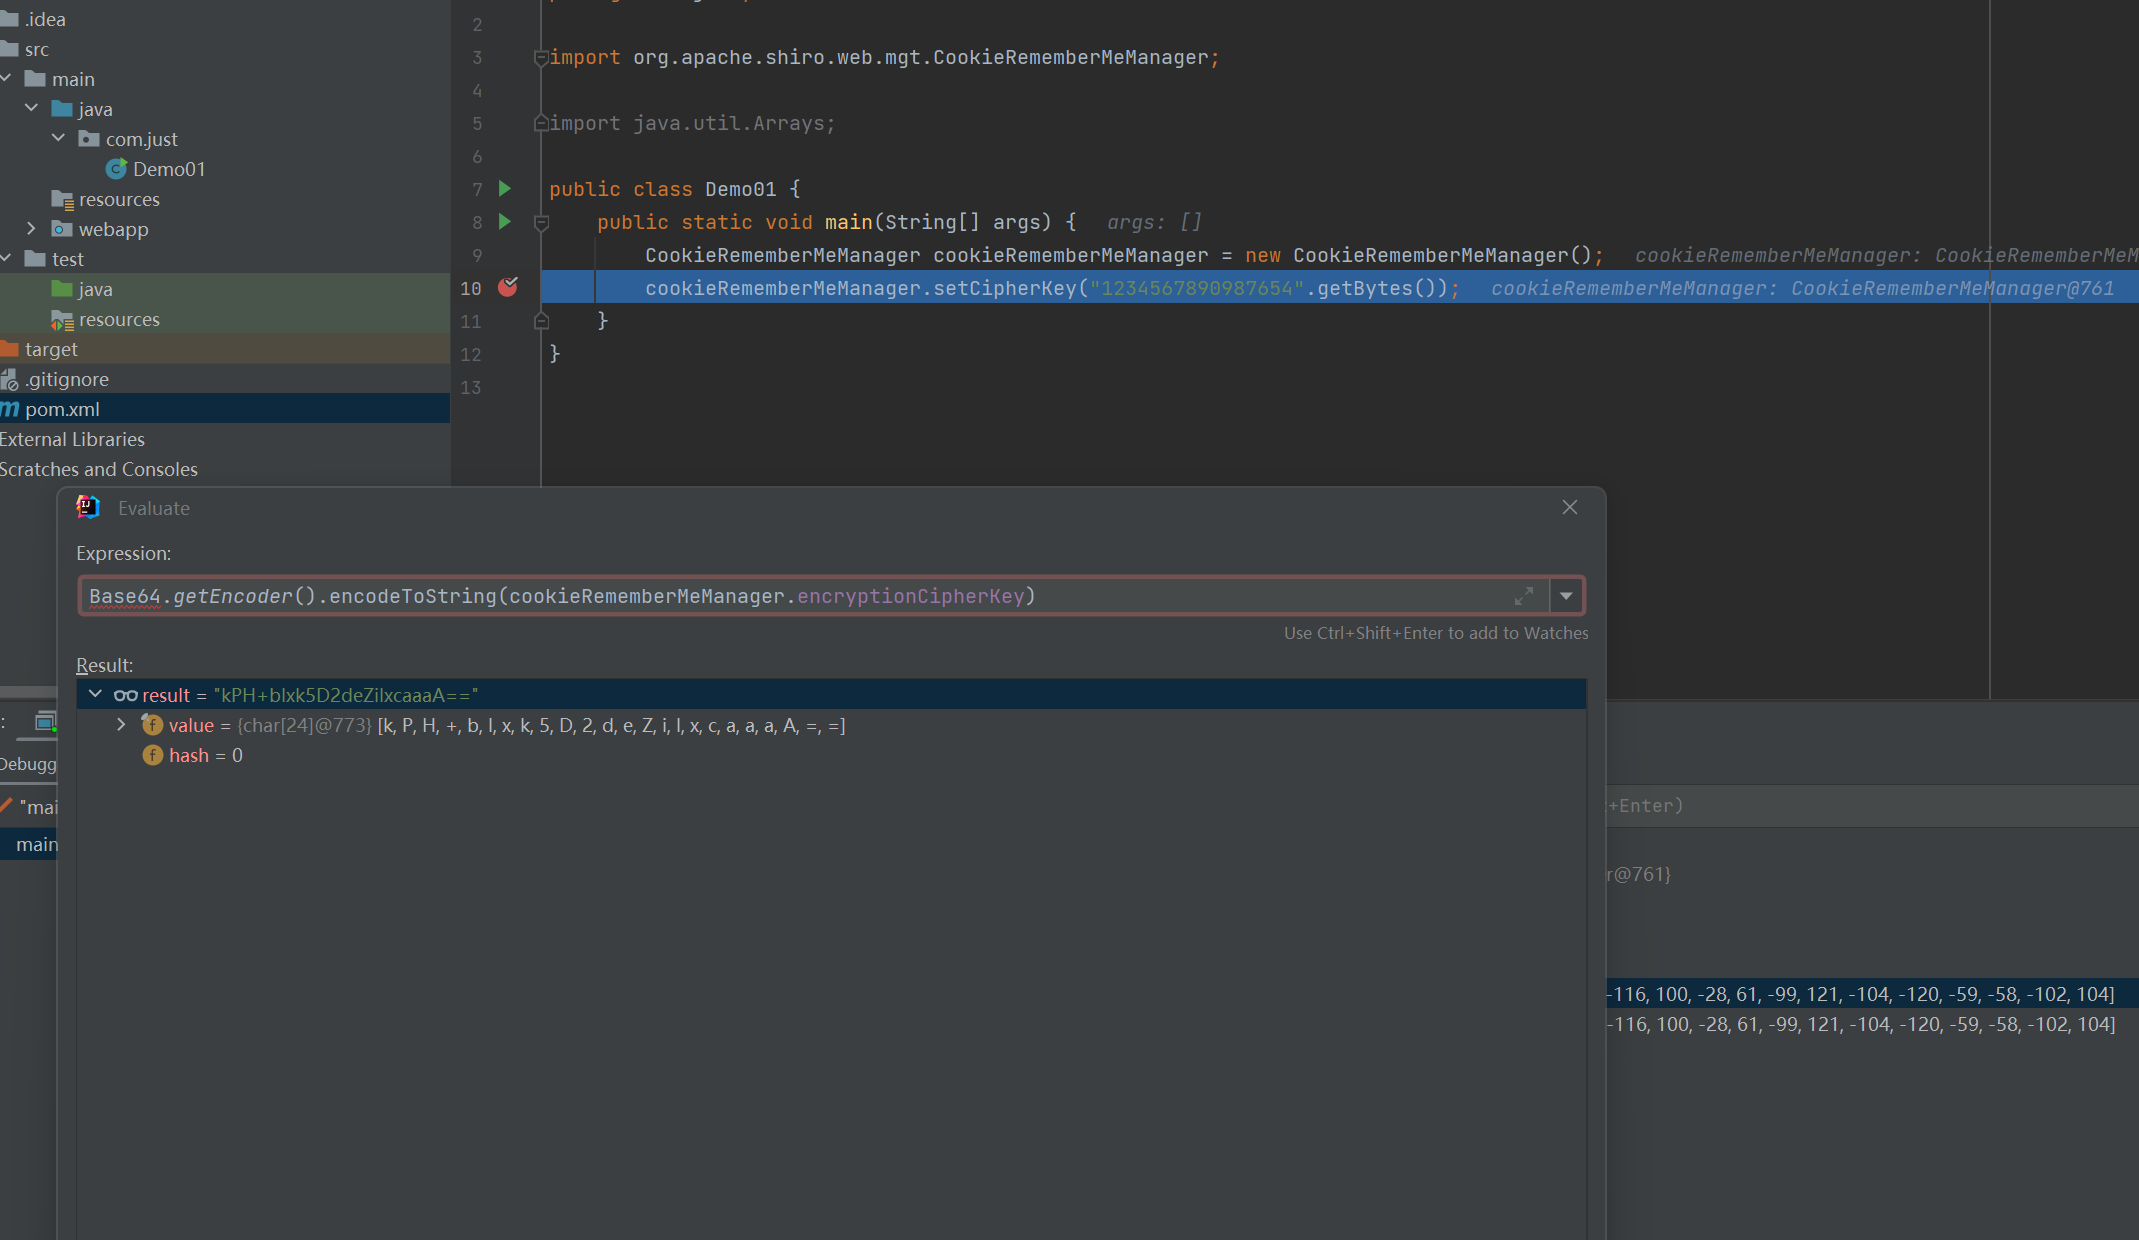 .idea
src
main
java
com.just
Demo01
resources
webapp
test
java
resources
target
.gitignore
pom.xml
External Libraries
Scratches and Consoles
2
3 import org.apache.shiro.web.mgt.CookieRememberMeManager;
4
5 import java.util.Arrays;
6
7 public class Demo01 {
8 public static void main(String[] args) { args: []
9 CookieRememberMeManager cookieRememberMeManager = new CookieRememberMeManager(); cookieRememberMeManager: CookieRememberMeM
10 cookieRememberMeManager.setCipherKey("1234567890987654".getBytes()); cookieRememberMeManager: CookieRememberMeManager@761
11 }
12 }
13
Evaluate
Expression:
Base64.getEncoder().encodeToString(cookieRememberMeManager.encryptionCipherKey)
Use Ctrl+Shift+Enter to add to Watches
Result:
result = "kPH+blxk5D2deZilxcaaaA=="
value = {char[24]@773} [k, P, H, +, b, l, x, k, 5, D, 2, d, e, Z, i, l, x, c, a, a, a, A, =, =]
hash = 0
:
Debugg
"mai
main
+Enter)
r@761}
-116, 100, -28, 61, -99, 121, -104, -120, -59, -58, -102, 104]
-116, 100, -28, 61, -99, 121, -104, -120, -59, -58, -102, 104]